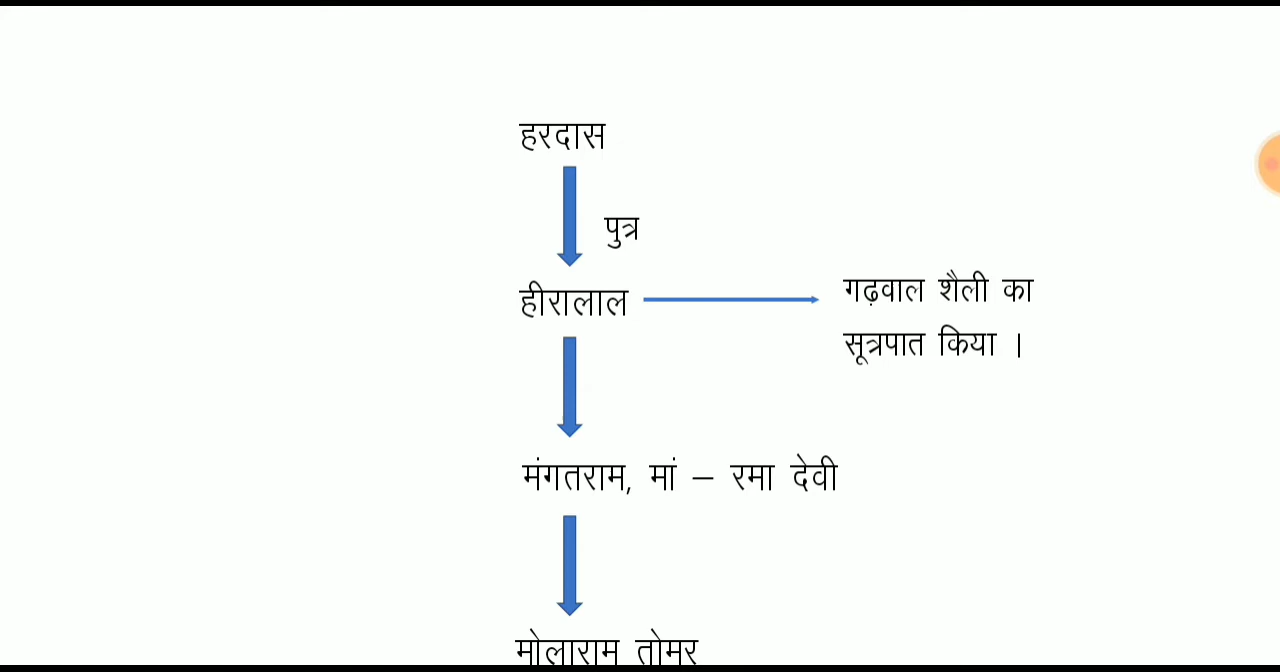 हरदास
पुत्र
हीरालाल
गढ़वाल शैली का
सूत्रपात किया ।
मंगतराम, मां – रमा देवी
मोलाराम तोमर